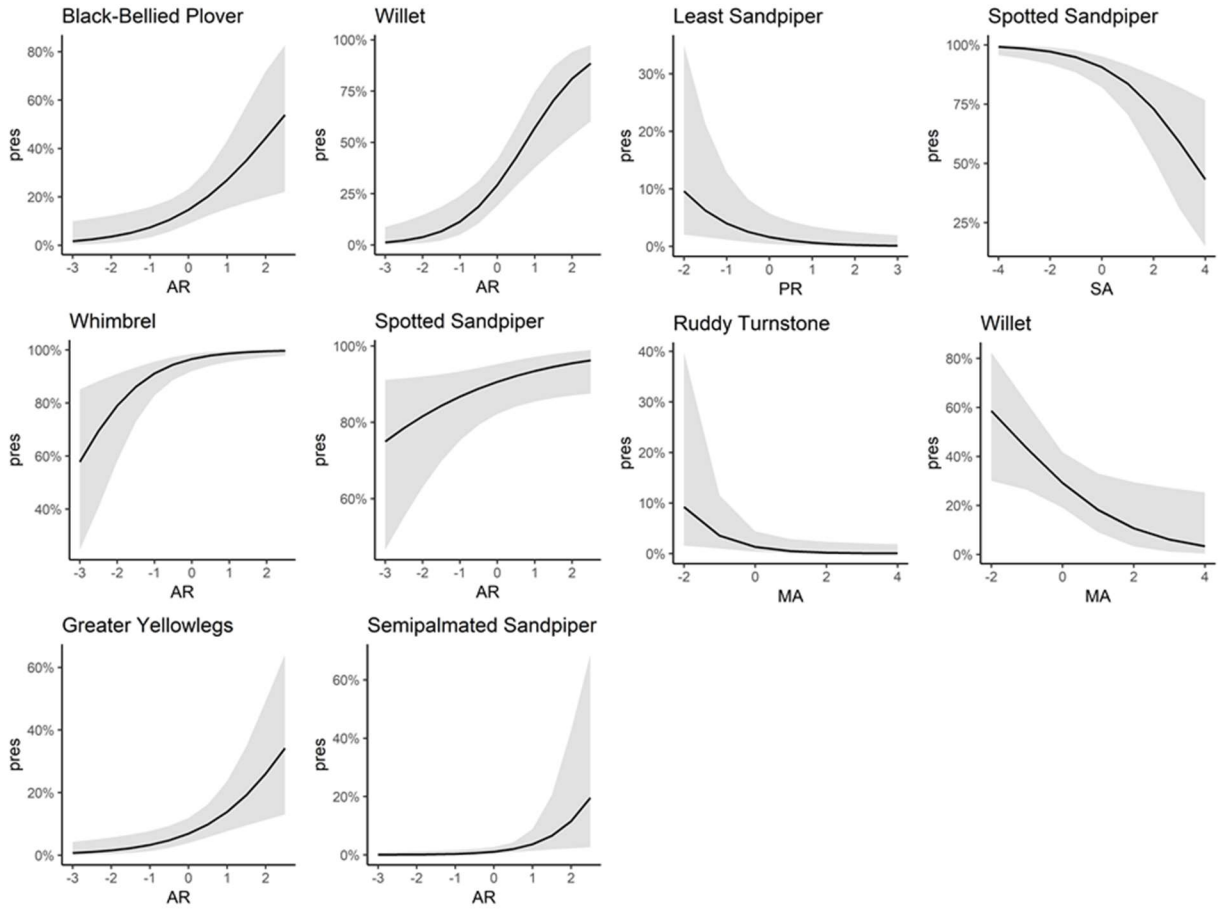 Black-Bellied Plover
80%
60%
40%
20%
0%
pres
-3 -2 -1 0 1 2
AR
Willet
100%
75%
50%
25%
0%
pres
-3 -2 -1 0 1 2
AR
Least Sandpiper
30%
20%
10%
0%
pres
-2 -1 0 1 2 3
PR
Spotted Sandpiper
100%
75%
50%
25%
pres
-4 -2 0 2 4
SA
Whimbrel
100%
80%
60%
40%
pres
-3 -2 -1 0 1 2
AR
Spotted Sandpiper
100%
80%
60%
pres
-3 -2 -1 0 1 2
AR
Ruddy Turnstone
40%
30%
20%
10%
0%
pres
-2 0 2 4
MA
Willet
80%
60%
40%
20%
0%
pres
-2 0 2 4
MA
Greater Yellowlegs
60%
40%
20%
0%
pres
-3 -2 -1 0 1 2
AR
Semipalmated Sandpiper
60%
40%
20%
0%
pres
-3 -2 -1 0 1 2
AR